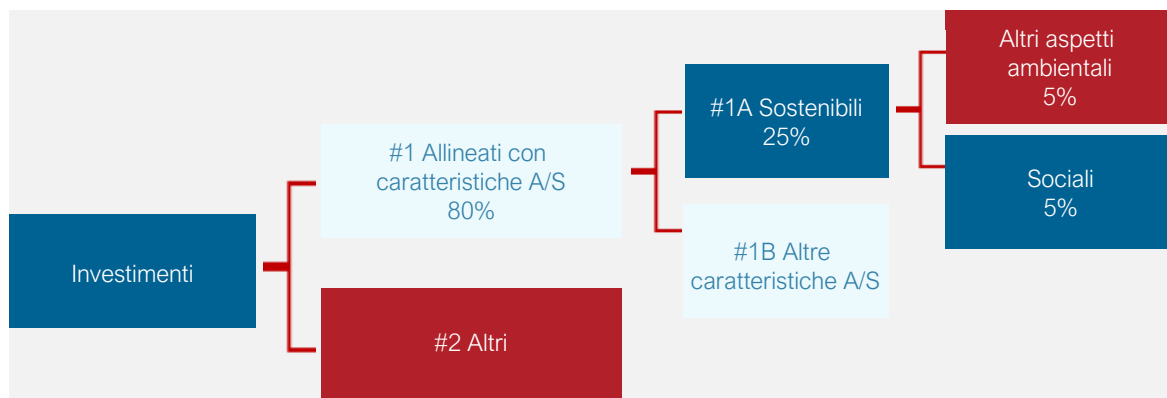 Investimenti
#1 Allineati con
caratteristiche A/S
80%
#2 Altri
#1A Sostenibili
25%
#1B Altre
caratteristiche A/S
Altri aspetti
ambientali
5%
Sociali
5%